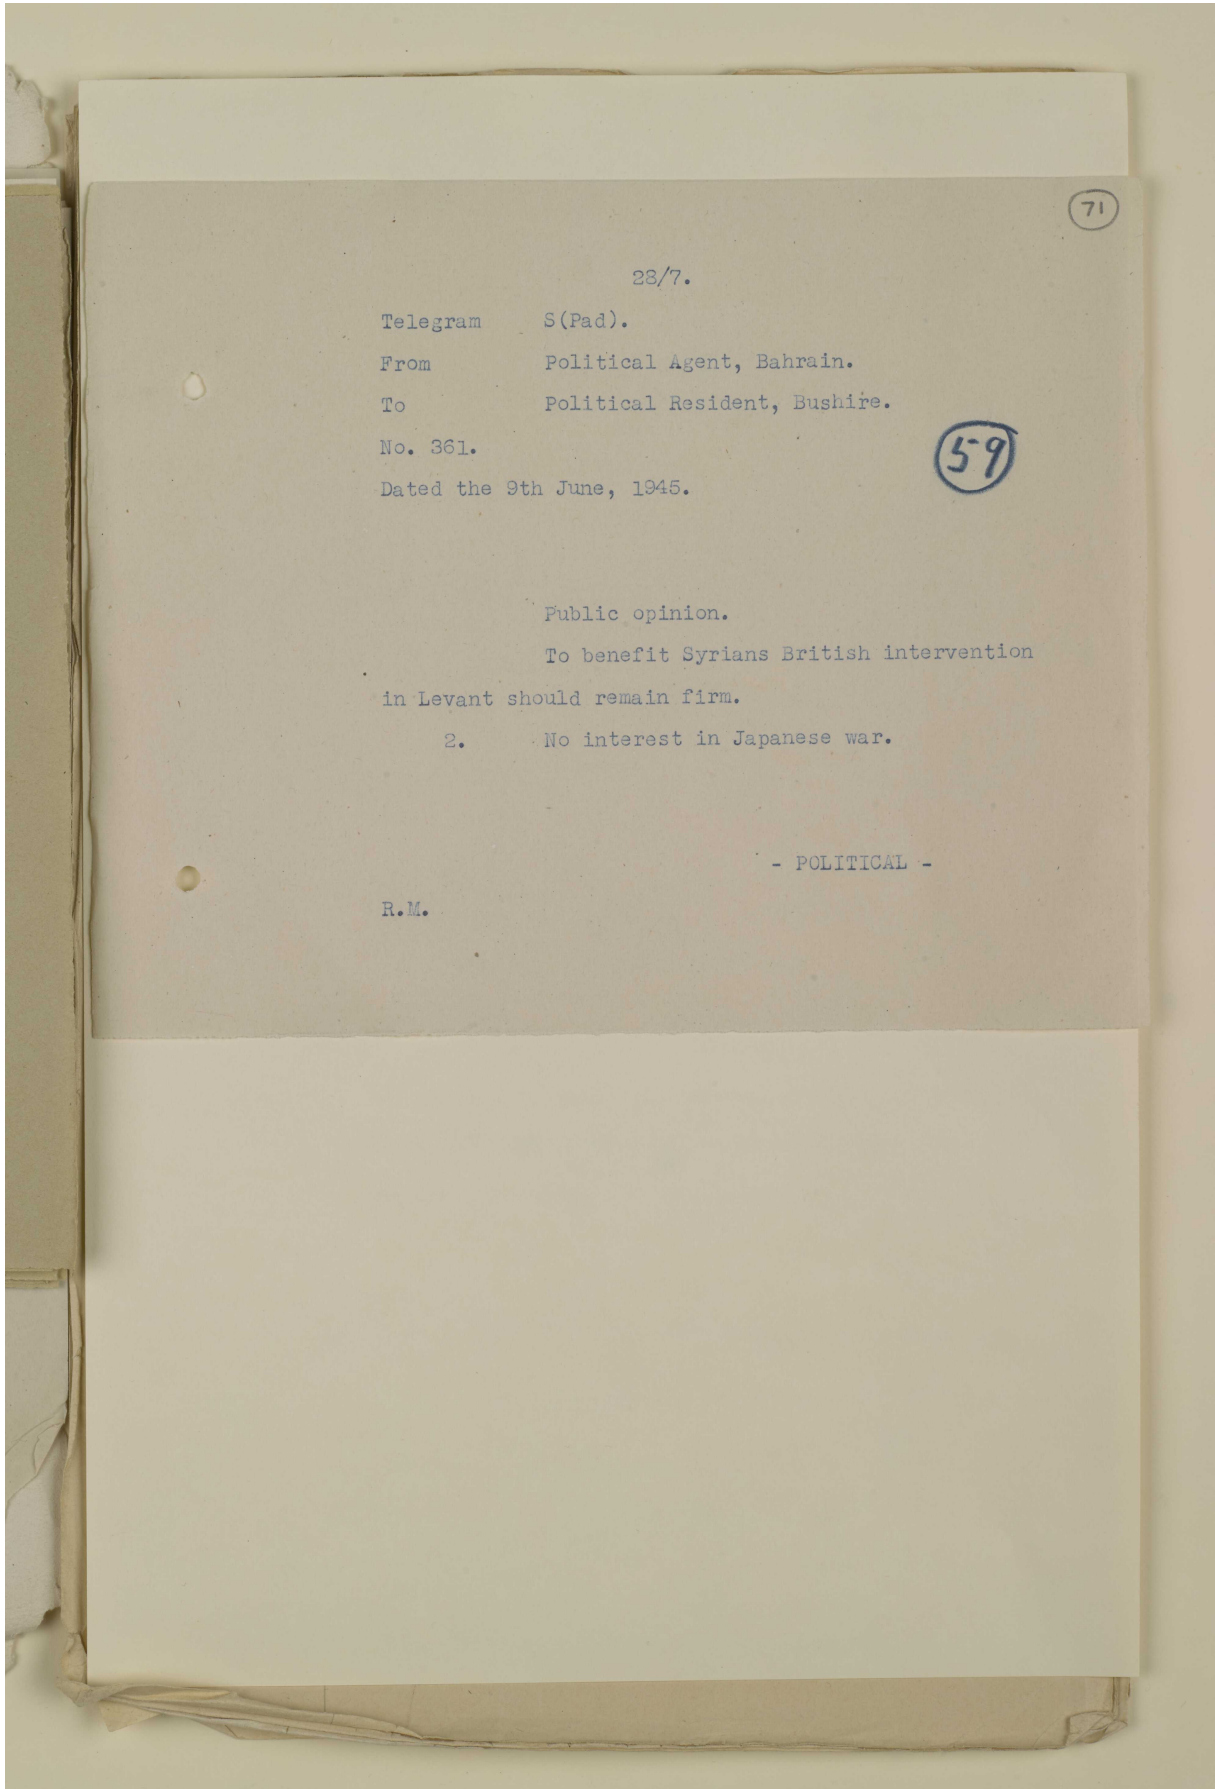 71
28/7.
Telegram S(Pad).
From Political Agent, Bahrain.
To Political Resident, Bushire.
No. 361.
59
Dated the 9th June, 1945.
Public opinion.
To benefit Syrians British intervention
in Levant should remain firm.
2. No interest in Japanese war.
- POLITICAL -
R.M.